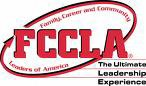 Family, Career and Community
FCCLA®
Leaders of America
The Ultimate
Leadership
Experience